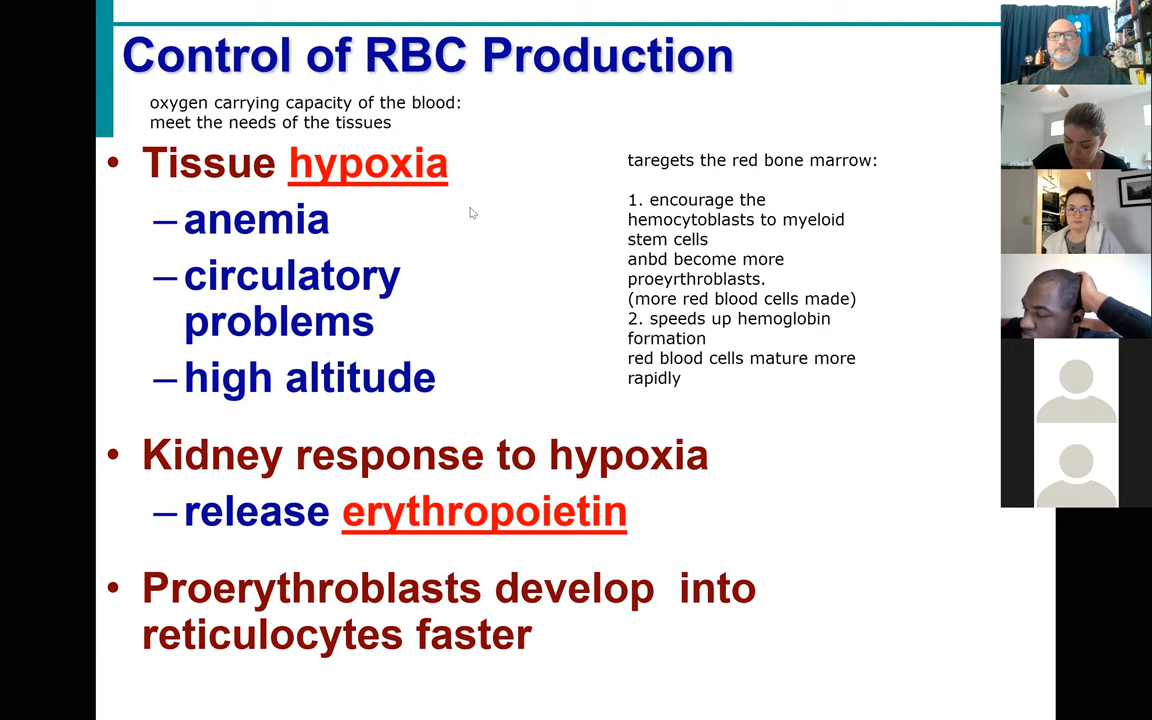 Control of RBC Production
oxygen carrying capacity of the blood:
meet the needs of the tissues
• Tissue hypoxia
– anemia
– circulatory
problems
– high altitude
taregets the red bone marrow:
1. encourage the
hemocytoblasts to myeloid
stem cells
anbd become more
proeyrthroblasts.
(more red blood cells made)
2. speeds up hemoglobin
formation
red blood cells mature more
rapidly
• Kidney response to hypoxia
– release erythropoietin
• Proerythroblasts develop  into
reticulocytes faster